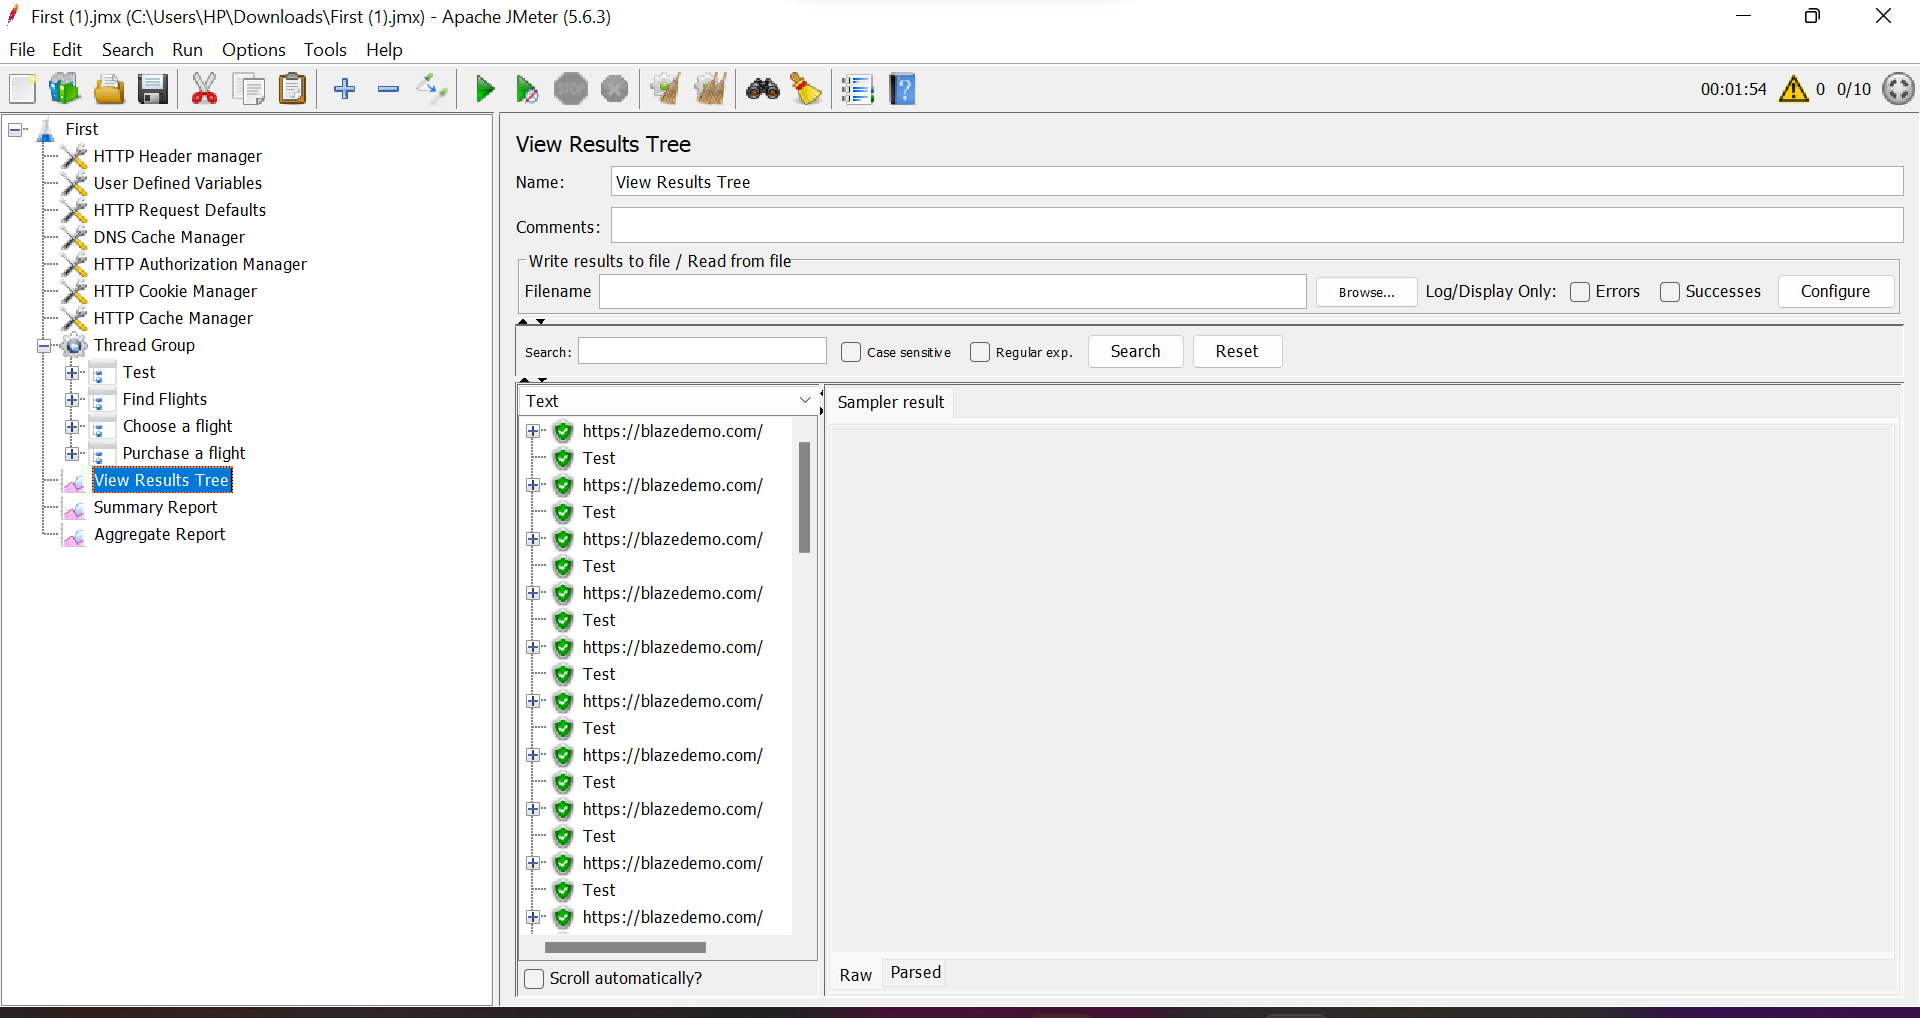 First (1).jmx (C:\Users\HP\Downloads\First (1).jmx) - Apache JMeter (5.6.3)
File Edit Search Run Options Tools Help
STOP
00:01:54 0 0/10
First
HTTP Header manager
User Defined Variables
HTTP Request Defaults
DNS Cache Manager
HTTP Authorization Manager
HTTP Cookie Manager
HTTP Cache Manager
Thread Group
Test
Find Flights
Choose a flight
Purchase a flight
View Results Tree
Summary Report
Aggregate Report
View Results Tree
Name: View Results Tree
Comments:
Write results to file / Read from file
Filename Browse... Log/Display Only: Errors Successes Configure
Search: Case sensitive Regular exp. Search Reset
Text
Sampler result
https://blazedemo.com/
Test
https://blazedemo.com/
Test
https://blazedemo.com/
Test
https://blazedemo.com/
Test
https://blazedemo.com/
Test
https://blazedemo.com/
Test
https://blazedemo.com/
Test
https://blazedemo.com/
Test
https://blazedemo.com/
Test
https://blazedemo.com/
Scroll automatically?
Raw Parsed